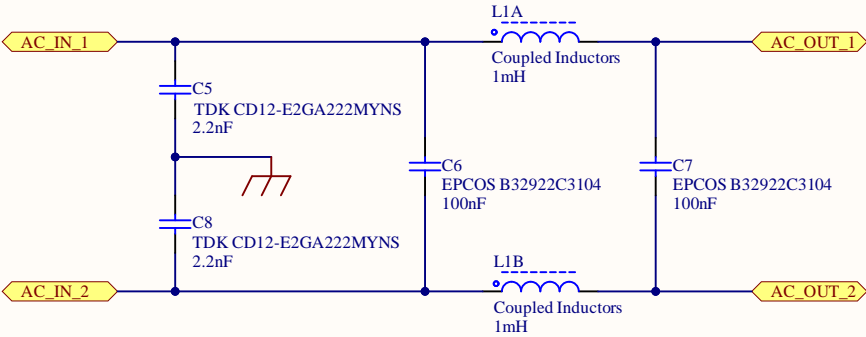 L1A
AC_IN_1
AC_OUT_1
Coupled Inductors
1mH
C5
TDK CD12-E2GA222MYNS
2.2nF
C6
EPCOS B32922C3104
100nF
C7
EPCOS B32922C3104
100nF
C8
TDK CD12-E2GA222MYNS
2.2nF
L1B
AC_IN_2
AC_OUT_2
Coupled Inductors
1mH